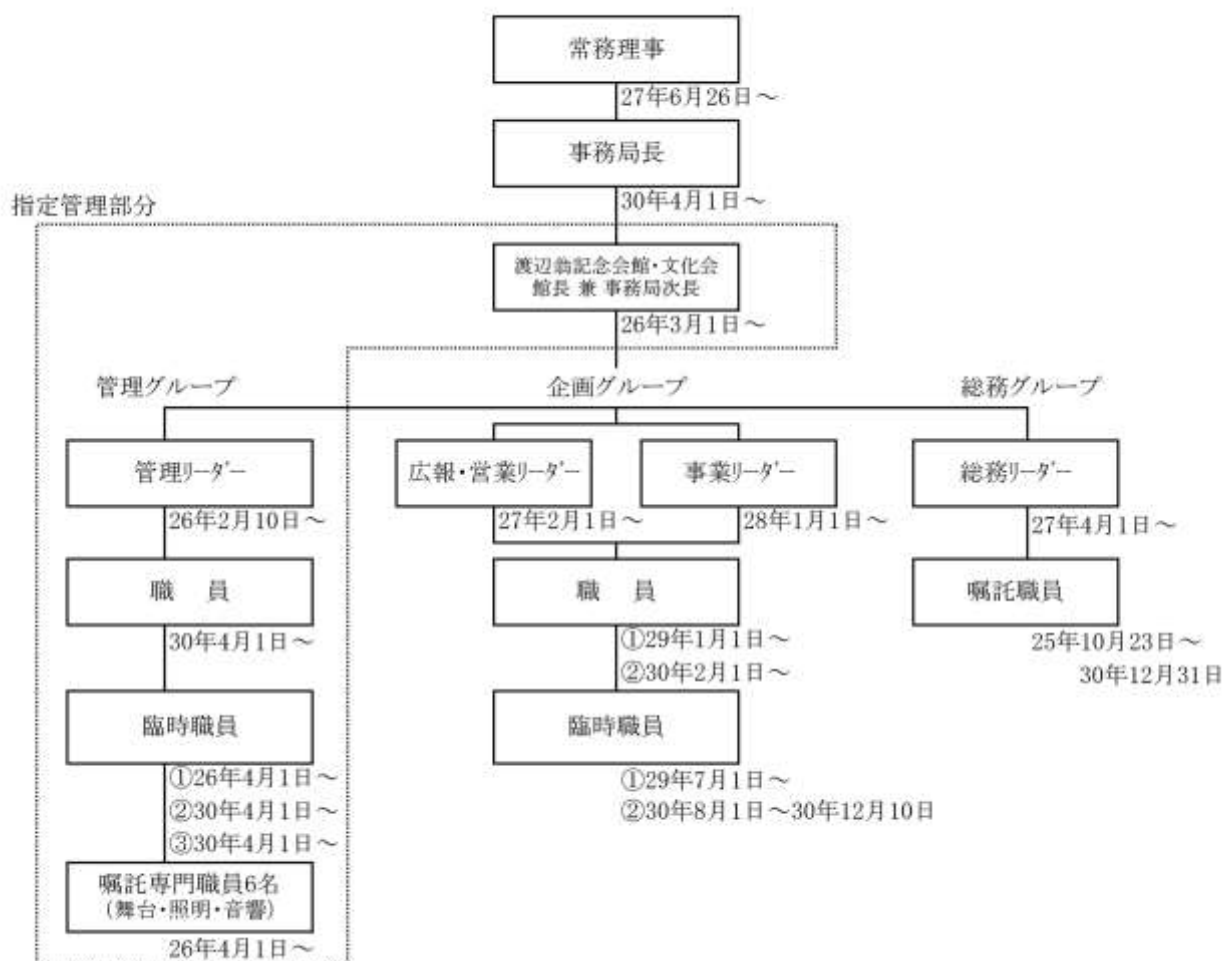 常務理事
27年6月26日～
事務局長
30年4月1日～
指定管理部分
渡辺翁記念会館・文化会
館長 兼 事務局次長
26年3月1日～
管理グループ
企画グループ
総務グループ
管理ﾘｰﾀﾞｰ
広報・営業ﾘｰﾀﾞｰ
事業ﾘｰﾀﾞｰ
総務ﾘｰﾀﾞｰ
26年2月10日～
27年2月1日～
28年1月1日～
27年4月1日～
職　員
職　員
嘱託職員
30年4月1日～
①29年1月1日～
②30年2月1日～
25年10月23日～
30年12月31日
臨時職員
臨時職員
①26年4月1日～
②30年4月1日～
③30年4月1日～
①29年7月1日～
②30年8月1日～30年12月10日
嘱託専門職員6名
（舞台・照明・音響）
26年4月1日～